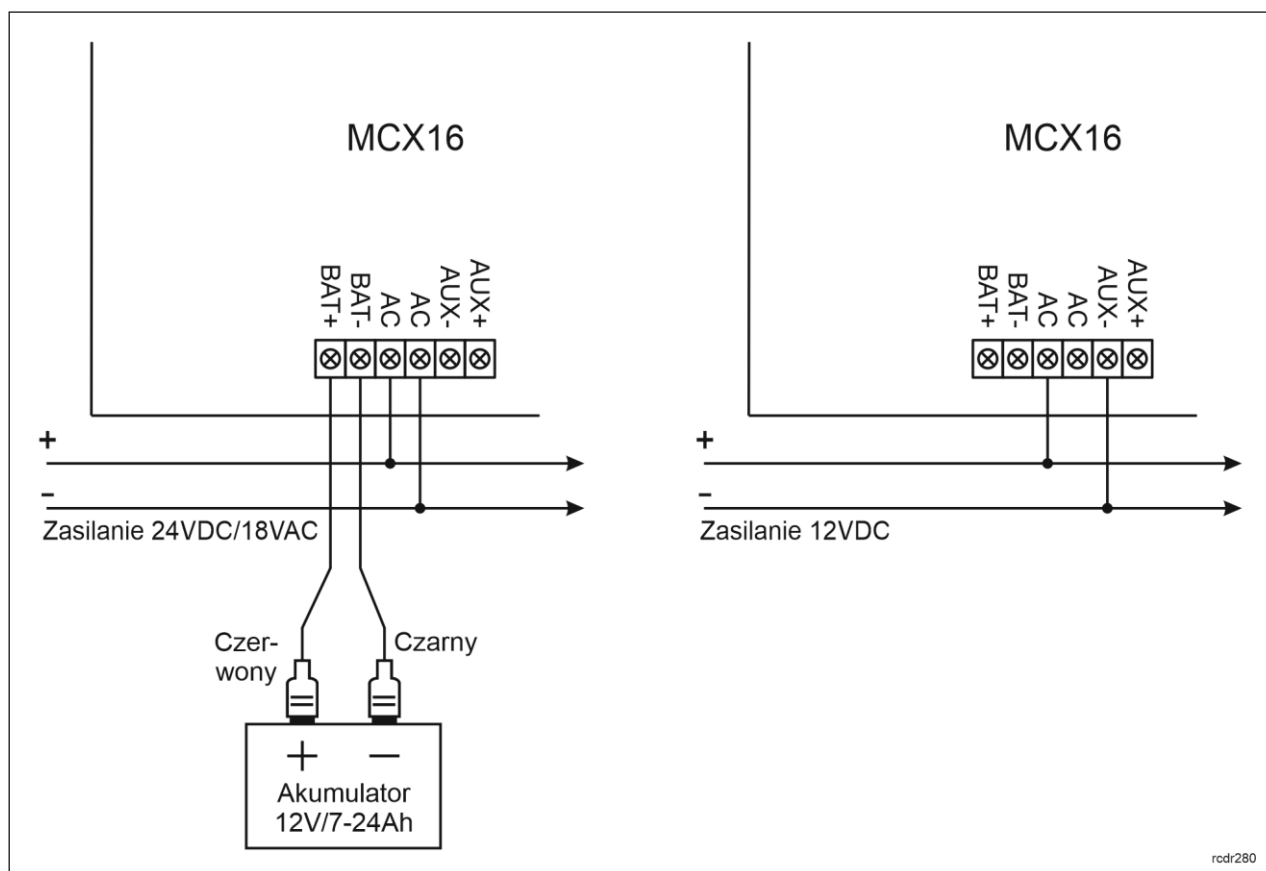 MCX16
BAT+
BAT-
AC
AC
AUX-
AUX+
+
-
Zasilanie 24VDC/18VAC
Czer-
wony
Czarny
+ -
Akumulator
12V/7-24Ah
MCX16
BAT+
BAT-
AC
AC
AUX-
AUX+
+
-
Zasilanie 12VDC
rcdr280